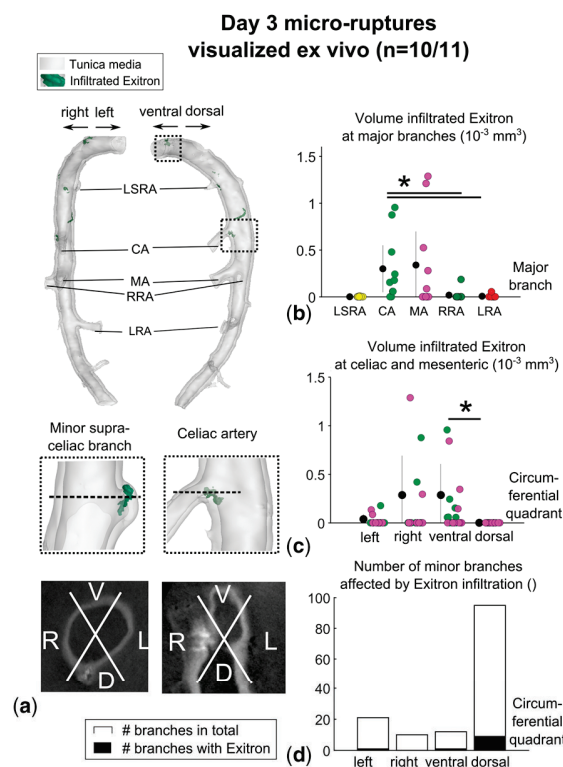 Day 3 micro-ruptures
visualized ex vivo (n=10/11)
Tunica media
Infiltrated Exitron
right left
ventral dorsal
LSRA
CA
MA
RRA
LRA
Minor supra-
celiac branch
Celiac artery
V
R
L
D
V
R
L
D
(a)
# branches in total
# branches with Exitron
Volume infiltrated Exitron
at major branches (10-3 mm3)
1.5
1
0.5
0
*
Major
branch
LSRA CA MA RRA LRA
(b)
Volume infiltrated Exitron
at celiac and mesenteric (10-3 mm3)
1.5
1
0.5
0
*
Circum-
ferential
quadrant
left right ventral dorsal
(c)
Number of minor branches
affected by Exitron infiltration ()
100
80
60
40
20
0
Circum-
ferential
quadrant
left right ventral dorsal
(d)